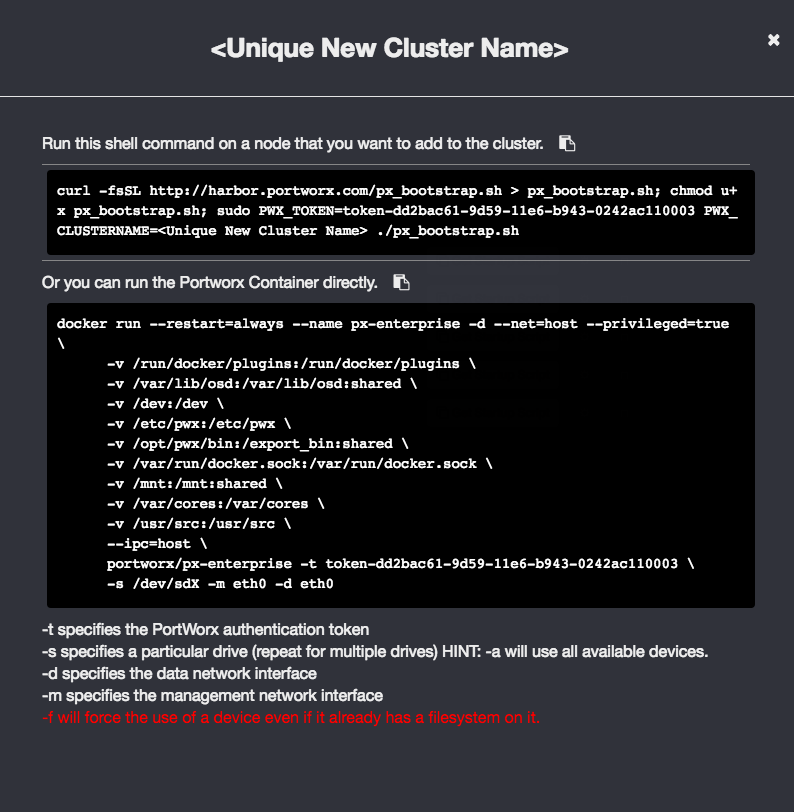 <Unique New Cluster Name>
Run this shell command on a node that you want to add to the cluster.
curl -fsSL http://harbor.portworx.com/px_bootstrap.sh > px_bootstrap.sh; chmod u+
x px_bootstrap.sh; sudo PWX_TOKEN=token-dd2bac61-9d59-11e6-b943-0242ac110003 PWX_
CLUSTERNAME=<Unique New Cluster Name> ./px_bootstrap.sh
Or you can run the Portworx Container directly.
docker run --restart=always --name px-enterprise -d --net=host --privileged=true
\
-v /run/docker/plugins:/run/docker/plugins \
-v /var/lib/osd:/var/lib/osd:shared \
-v /dev:/dev \
-v /etc/pwx:/etc/pwx \
-v /opt/pwx/bin:/export_bin:shared \
-v /var/run/docker.sock:/var/run/docker.sock \
-v /mnt:/mnt:shared \
-v /var/cores:/var/cores \
-v /usr/src:/usr/src \
--ipc=host \
portworx/px-enterprise -t token-dd2bac61-9d59-11e6-b943-0242ac110003 \
-s /dev/sdX -m eth0 -d eth0
-t specifies the PortWorx authentication token
-s specifies a particular drive (repeat for multiple drives) HINT: -a will use all available devices.
-d specifies the data network interface
-m specifies the management network interface
-f will force the use of a device even if it already has a filesystem on it.